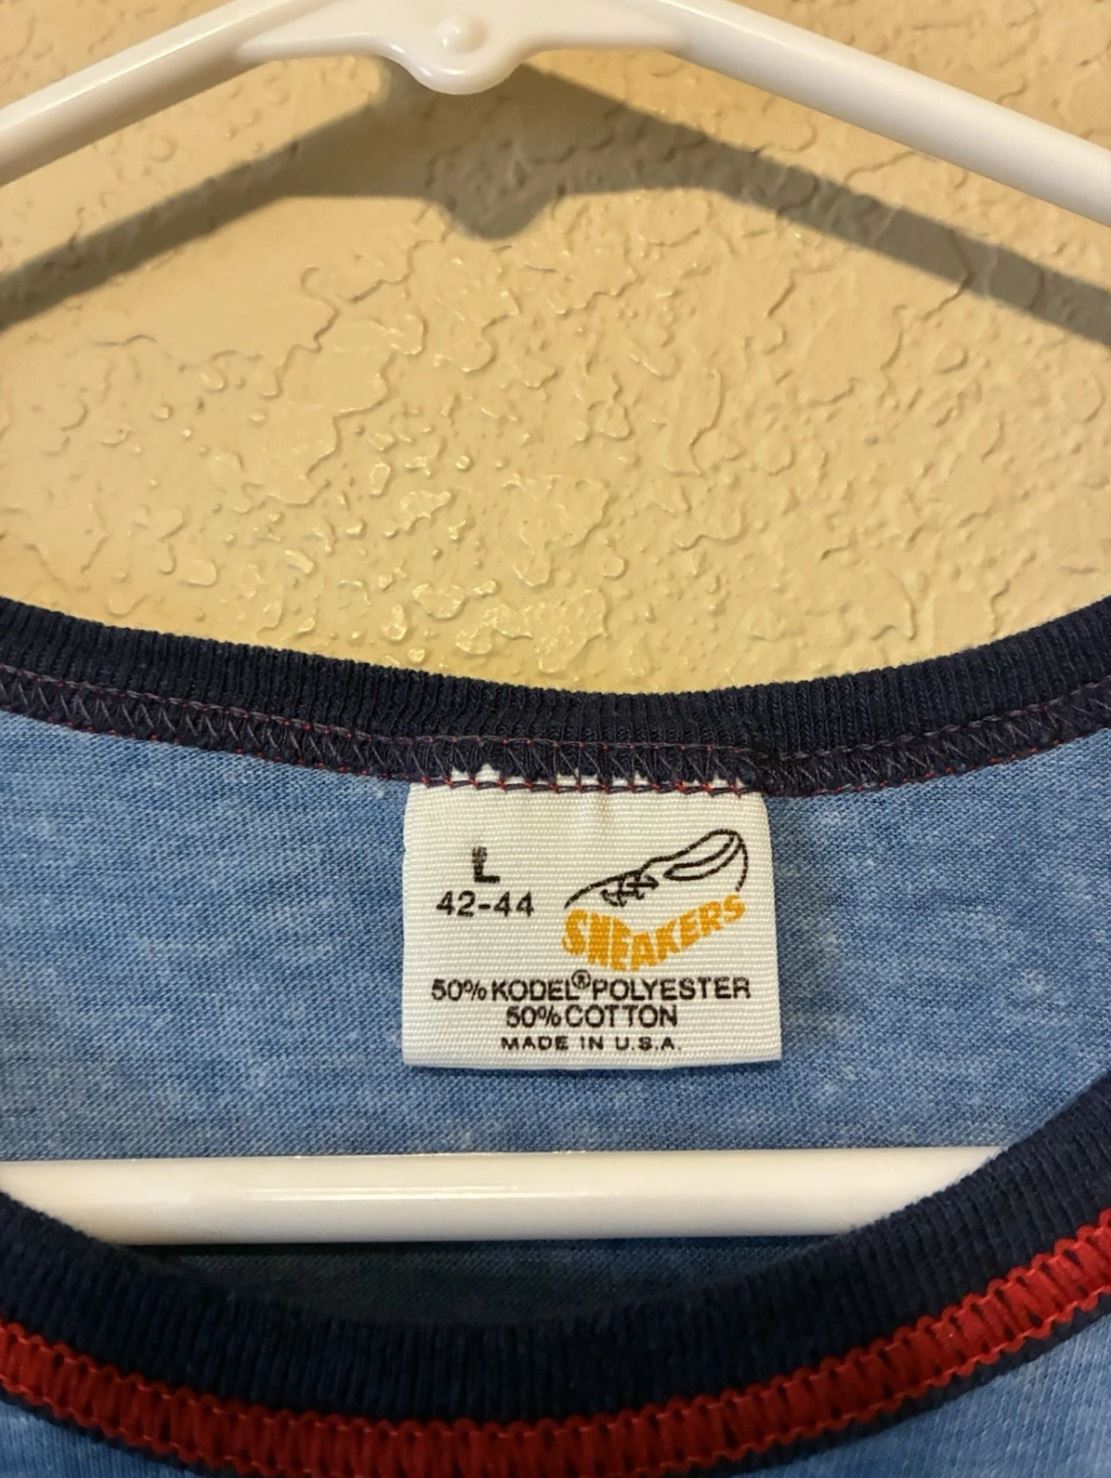 L
42-44
SNEAKERS
50% KODEL® POLYESTER
50% COTTON
MADE IN U.S.A.